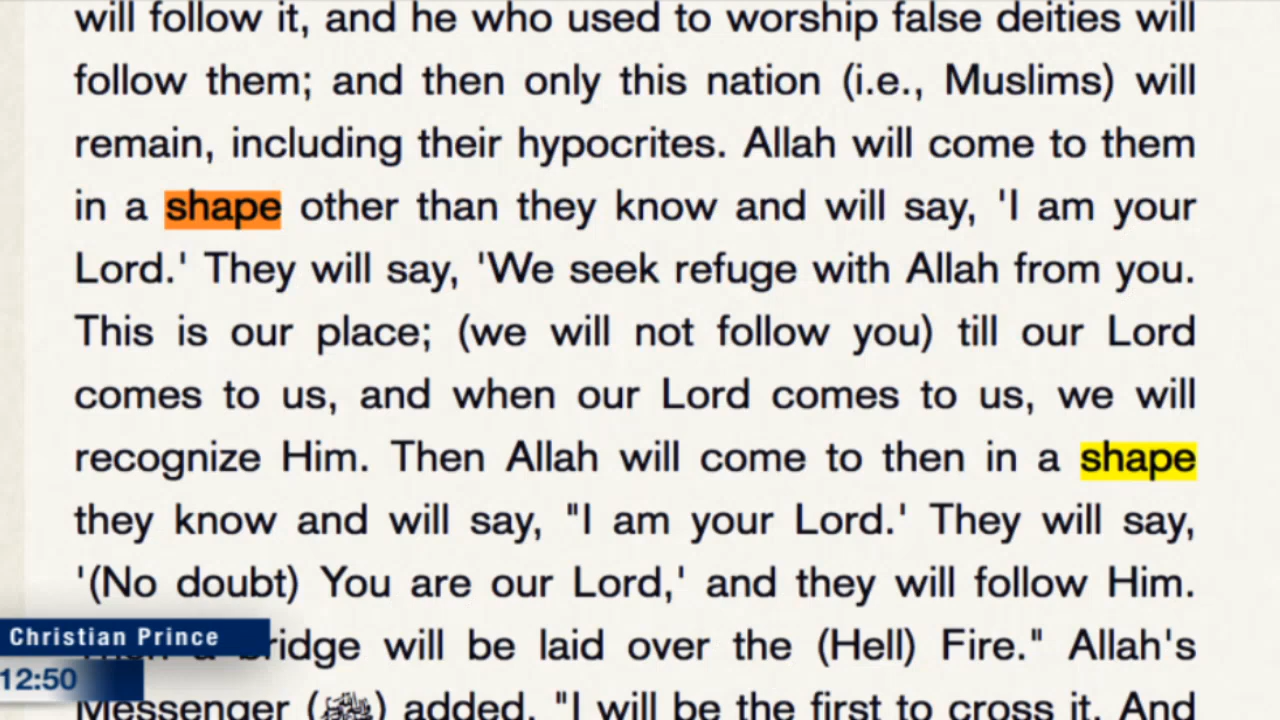 will follow it, and he who used to worship false deities will
follow them; and then only this nation (i.e., Muslims) will
remain, including their hypocrites. Allah will come to them
in a shape other than they know and will say, 'I am your
Lord.' They will say, 'We seek refuge with Allah from you.
This is our place; (we will not follow you) till our Lord
comes to us, and when our Lord comes to us, we will
recognize Him. Then Allah will come to then in a shape
they know and will say, "I am your Lord.' They will say,
'(No doubt) You are our Lord,' and they will follow Him.
Then a bridge will be laid over the (Hell) Fire." Allah's
Messenger (ﷺ) added, "I will be the first to cross it. And
Christian Prince
12:50